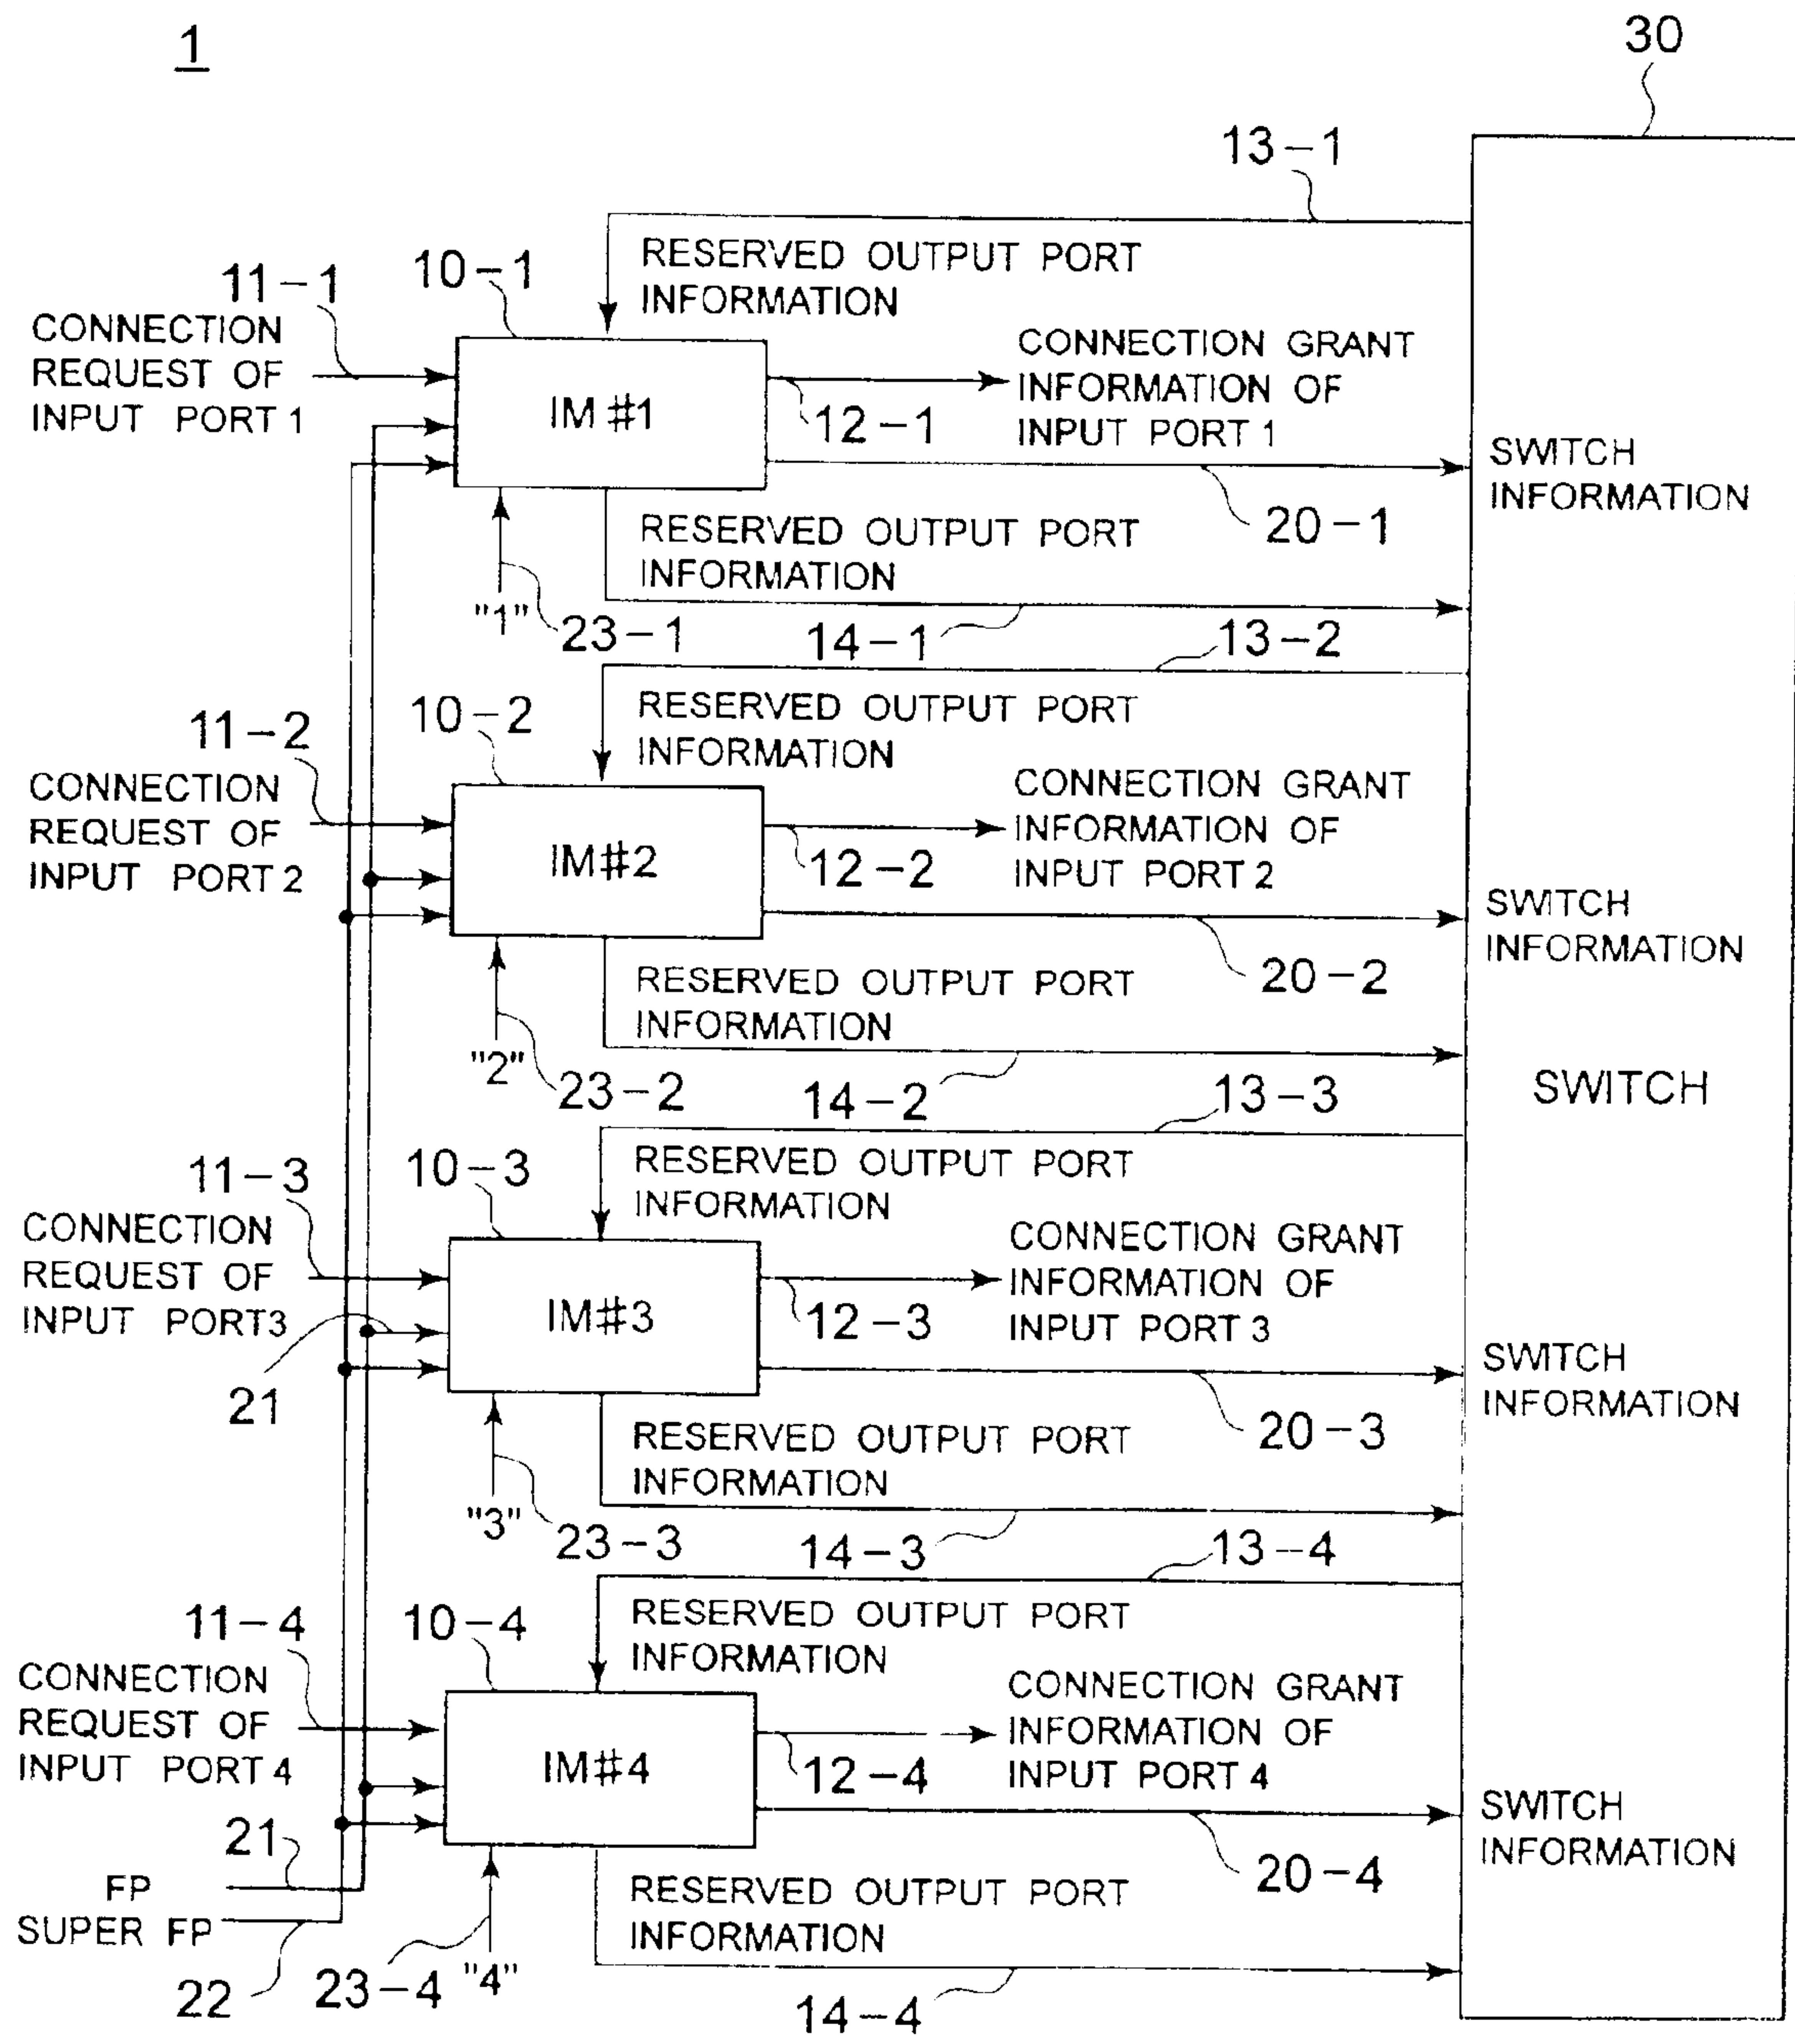 1
30
13-1
RESERVED OUTPUT PORT
INFORMATION
10-1
11-1
CONNECTION
REQUEST OF
INPUT PORT 1
IM #1
CONNECTION GRANT
INFORMATION OF
INPUT PORT 1
12-1
SWITCH
INFORMATION
20-1
RESERVED OUTPUT PORT
INFORMATION
"1"
23-1
14-1
13-2
RESERVED OUTPUT PORT
INFORMATION
10-2
11-2
CONNECTION
REQUEST OF
INPUT PORT 2
IM#2
CONNECTION GRANT
INFORMATION OF
INPUT PORT 2
12-2
SWITCH
INFORMATION
20-2
RESERVED OUTPUT PORT
INFORMATION
"2"
23-2
14-2
SWITCH
13-3
RESERVED OUTPUT PORT
INFORMATION
10-3
11-3
CONNECTION
REQUEST OF
INPUT PORT3
IM#3
CONNECTION GRANT
INFORMATION OF
INPUT PORT 3
12-3
21
SWITCH
INFORMATION
20-3
RESERVED OUTPUT PORT
INFORMATION
"3"
23-3
14-3
13-4
RESERVED OUTPUT PORT
INFORMATION
10-4
11-4
CONNECTION
REQUEST OF
INPUT PORT 4
IM#4
CONNECTION GRANT
INFORMATION OF
INPUT PORT 4
12-4
SWITCH
INFORMATION
20-4
21
FP
SUPER FP
22
RESERVED OUTPUT PORT
INFORMATION
23-4
"4"
14-4